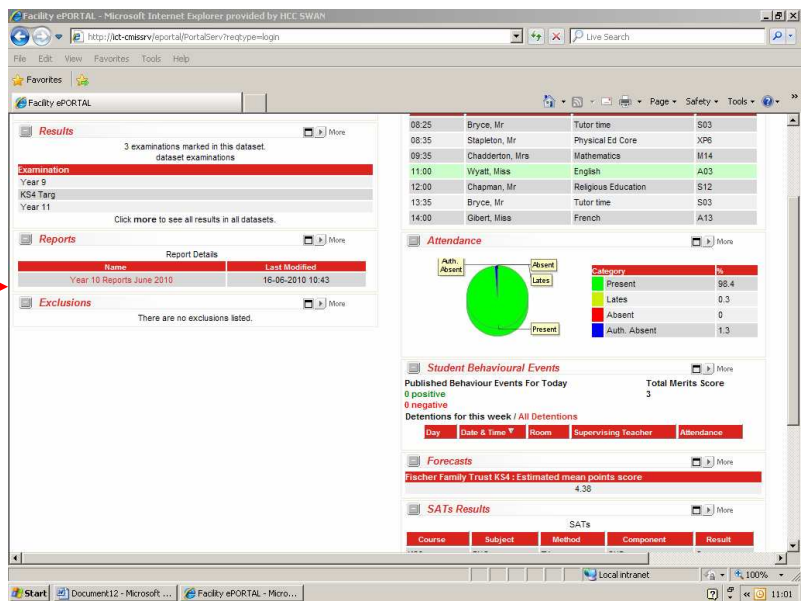 Facility ePORTAL - Microsoft Internet Explorer provided by HCC SWAN
http://ict-cmissrv/eportal/PortalServ?reqtype=login
Live Search
File Edit View Favorites Tools Help
Favorites
Facility ePORTAL
Page Safety Tools
Results More
3 examinations marked in this dataset.
dataset examinations
Examination
Year 9
KS4 Targ
Year 11
Click more to see all results in all datasets.
Reports More
Report Details
Name Last Modified
Year 10 Reports June 2010 16-06-2010 10:43
Exclusions More
There are no exclusions listed.
08:25 Bryce, Mr Tutor time S03
08:35 Stapleton, Mr Physical Ed Core XP6
09:35 Chadderton, Mrs Mathematics M14
11:00 Wyatt, Miss English A03
12:00 Chapman, Mr Religious Education S12
13:35 Bryce, Mr Tutor time S03
14:00 Gibert, Miss French A13
Attendance More
Auth. Absent
Absent
Lates
Present
Category %
Present 98.4
Lates 0.3
Absent 0
Auth. Absent 1.3
Student Behavioural Events More
Published Behaviour Events For Today Total Merits Score
0 positive 3
0 negative
Detentions for this week / All Detentions
Day Date & Time Room Supervising Teacher Attendance
Forecasts More
Fischer Family Trust KS4 : Estimated mean points score
4.38
SATs Results More
SATs
Course Subject Method Component Result
Local intranet 100%
Start Document12 - Microsoft ... Facility ePORTAL - Micro... 11:01